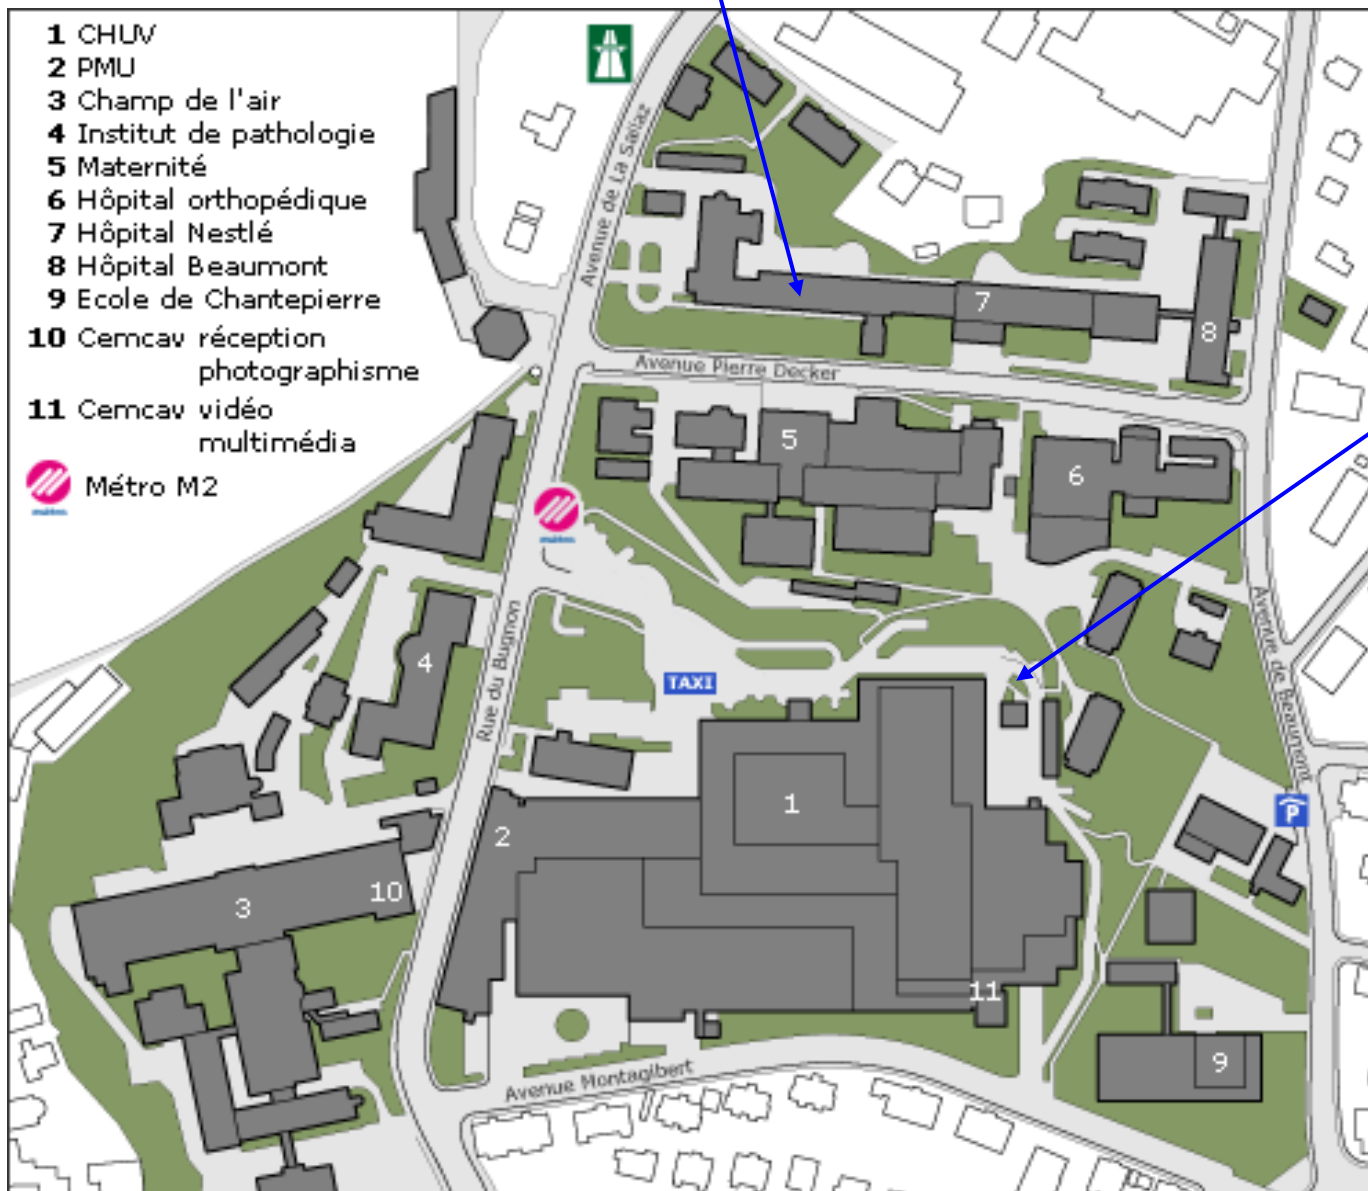 1 CHUV
2 PMU
3 Champ de l'air
4 Institut de pathologie
5 Maternité
6 Hôpital orthopédique
7 Hôpital Nestlé
8 Hôpital Beaumont
9 Ecole de Chantepierre
10 Cemcav réception
photographisme
11 Cemcav vidéo
multimédia
Métro M2
Avenue de La Sallaz
7
8
Avenue Pierre Decker
5
6
Avenue de Beaumont
Rue du Bugnon
4
TAXI
P
1
2
3
10
11
9
Avenue Montagibert